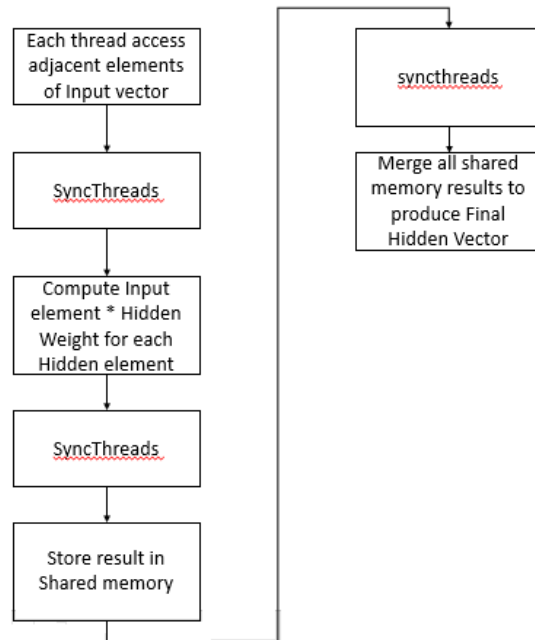 Each thread access
adjacent elements
of Input vector
SyncThreads
Compute Input
element * Hidden
Weight for each
Hidden element
SyncThreads
Store result in
Shared memory
syncthreads
Merge all shared
memory results to
produce Final
Hidden Vector